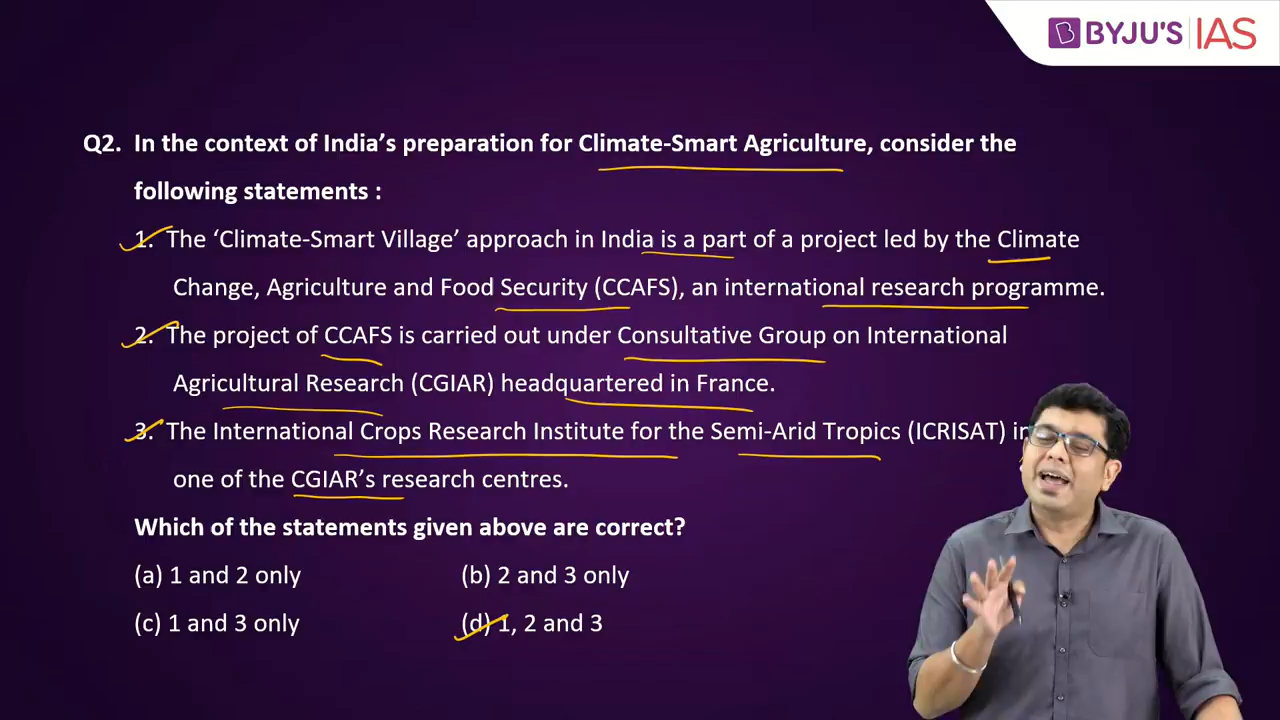 BYJU'S IAS
Q2. In the context of India's preparation for Climate-Smart Agriculture, consider the
following statements :
1. The 'Climate-Smart Village' approach in India is a part of a project led by the Climate
Change, Agriculture and Food Security (CCAFS), an international research programme.
2. The project of CCAFS is carried out under Consultative Group on International
Agricultural Research (CGIAR) headquartered in France.
3. The International Crops Research Institute for the Semi-Arid Tropics (ICRISAT) in
one of the CGIAR's research centres.
Which of the statements given above are correct?
(a) 1 and 2 only
(b) 2 and 3 only
(c) 1 and 3 only
(d) 1, 2 and 3